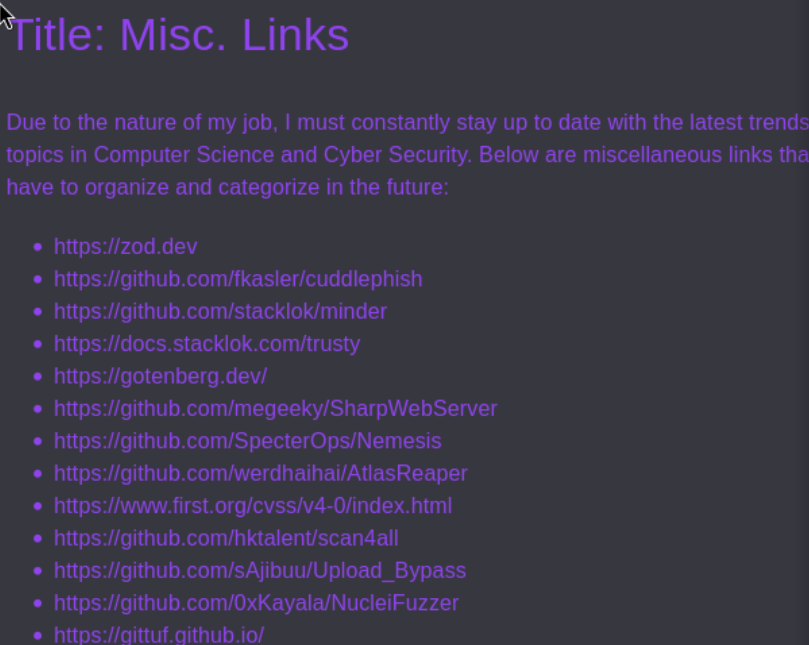 Title: Misc. Links
Due to the nature of my job, I must constantly stay up to date with the latest trends
topics in Computer Science and Cyber Security. Below are miscellaneous links tha
have to organize and categorize in the future:
• https://zod.dev
• https://github.com/fkasler/cuddlephish
• https://github.com/stacklok/minder
• https://docs.stacklok.com/trusty
• https://gotenberg.dev/
• https://github.com/megeeky/SharpWebServer
• https://github.com/SpecterOps/Nemesis
• https://github.com/werdhaihai/AtlasReaper
• https://www.first.org/cvss/v4-0/index.html
• https://github.com/hktalent/scan4all
• https://github.com/sAjibuu/Upload_Bypass
• https://github.com/0xKayala/NucleiFuzzer
• https://gittuf.github.io/